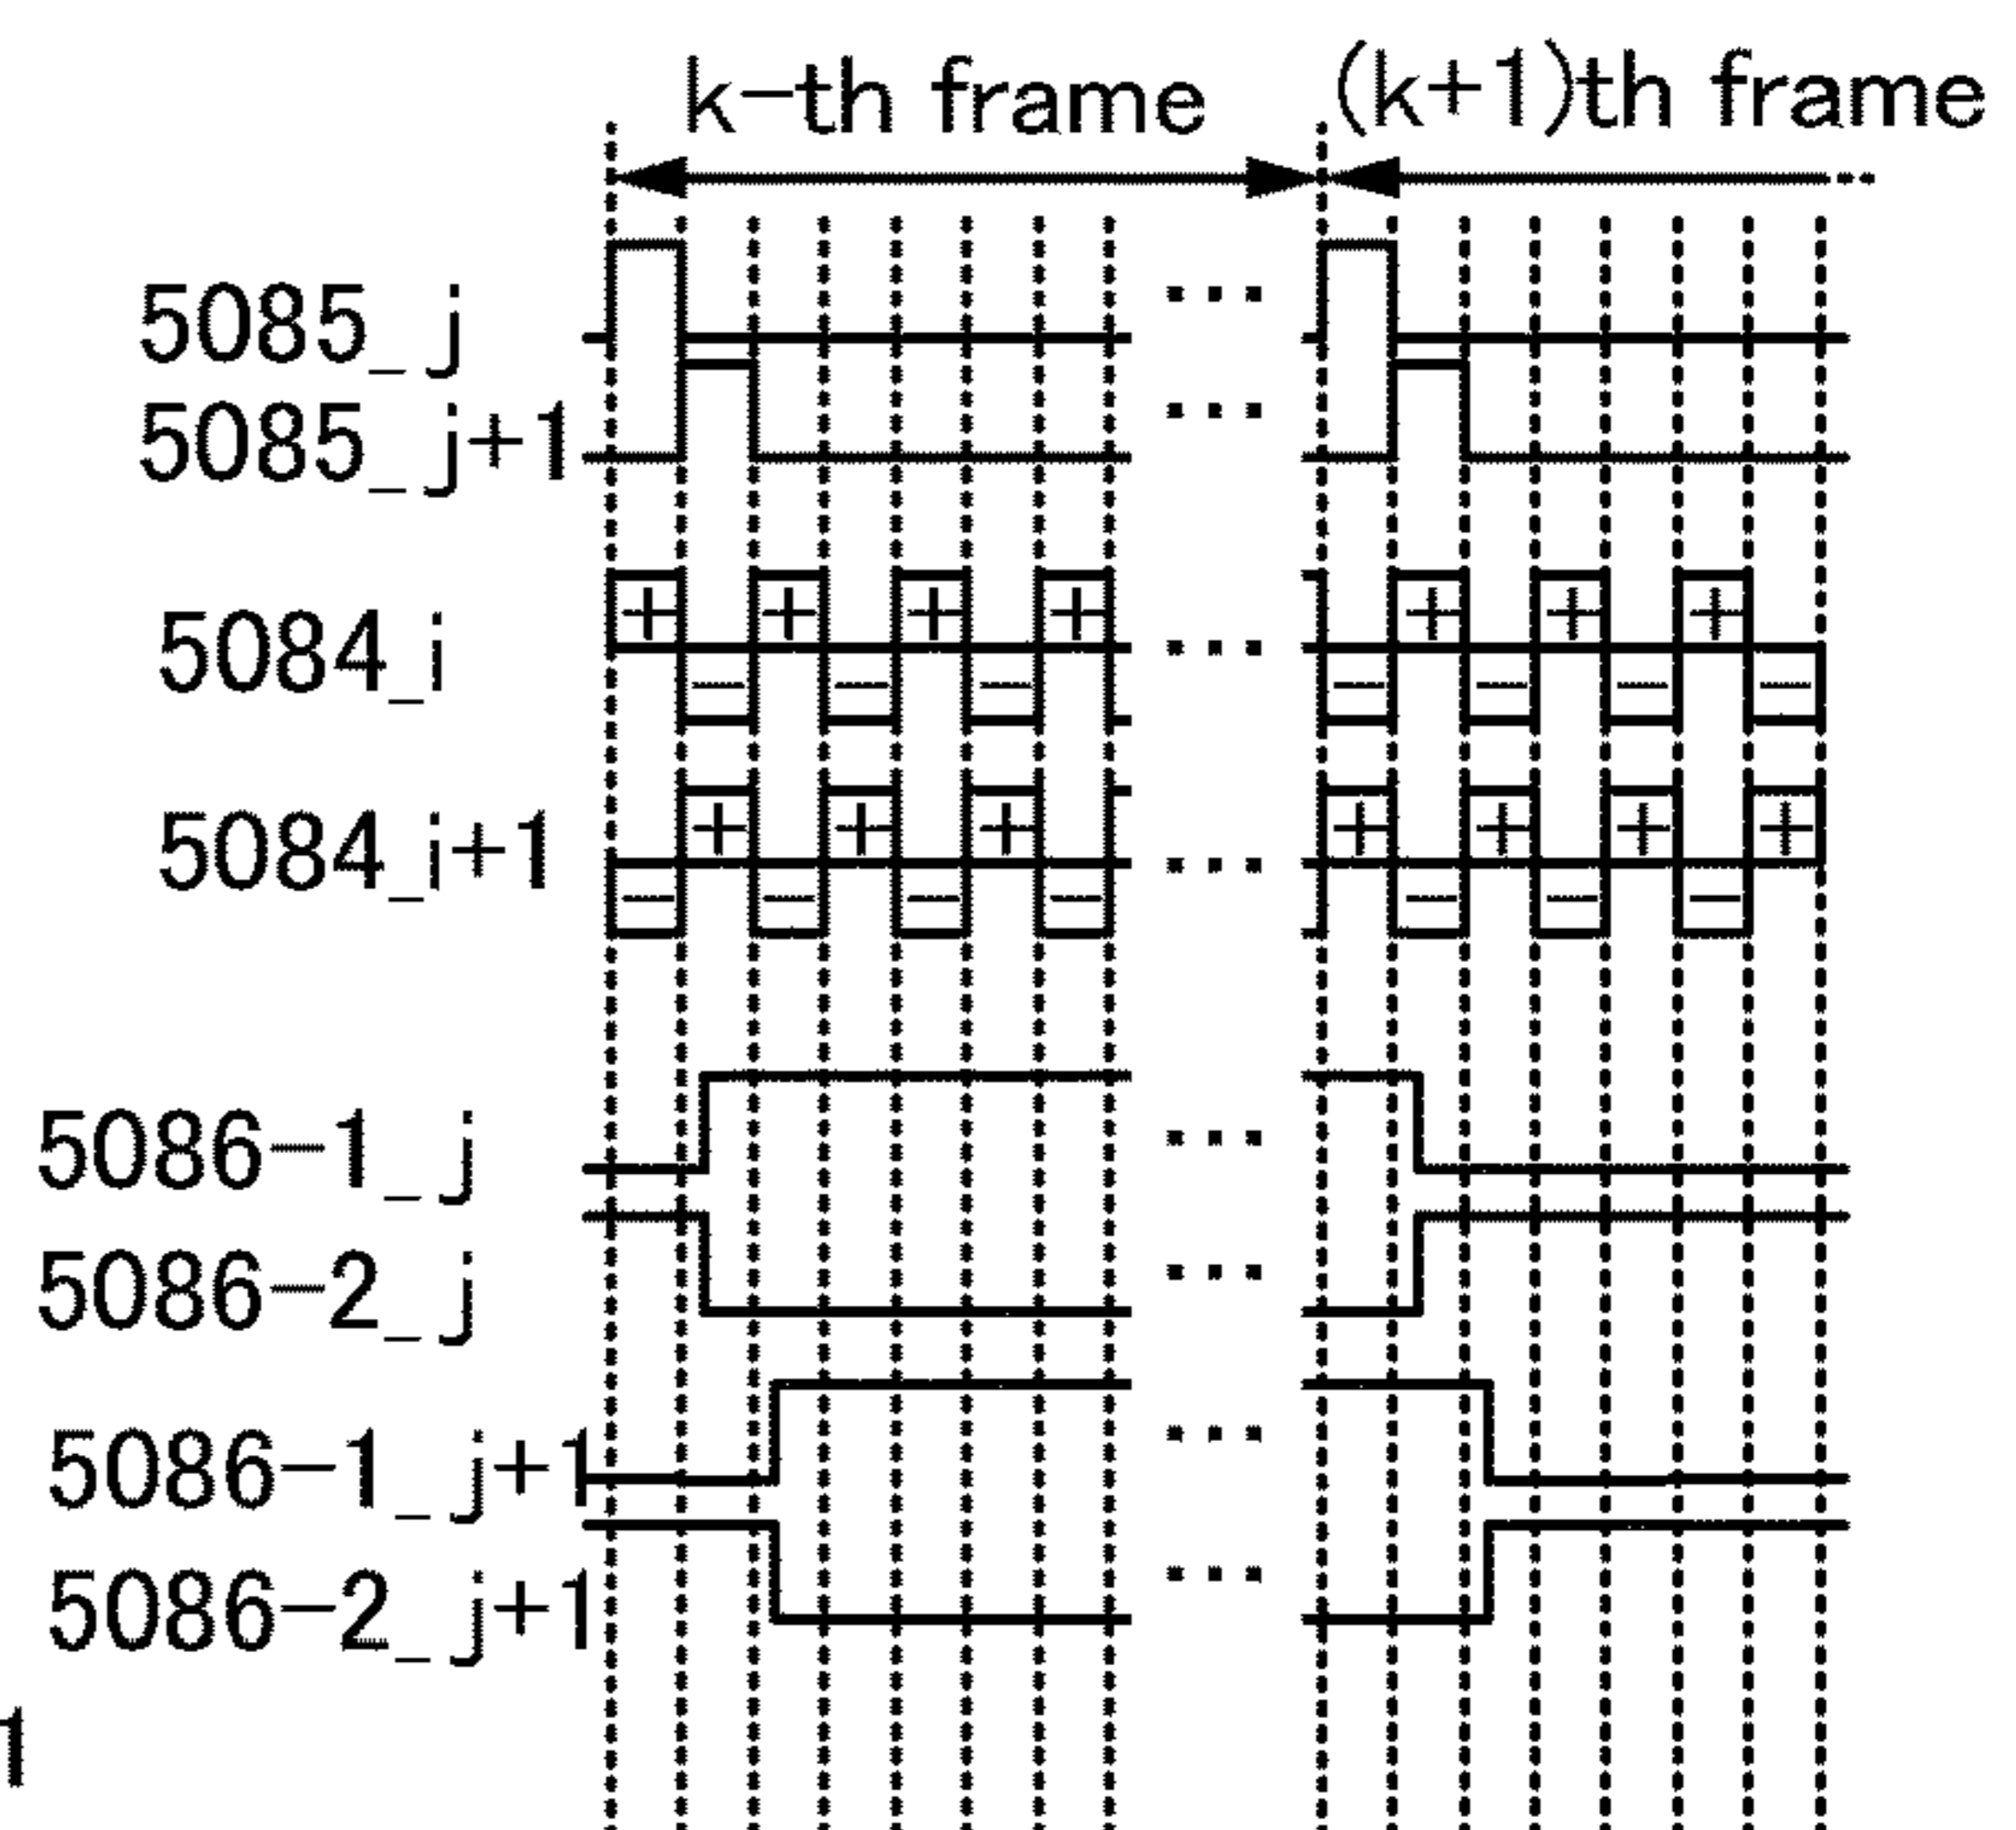 k-th frame (k+1)th frame
5085_j
5085_j+1
5084_i
+ - + - + - + - + - + - + -
5084_i+1
- + - + - + - + - + - + - +
5086-1_j
5086-2_j
5086-1_j+1
5086-2_j+1
1